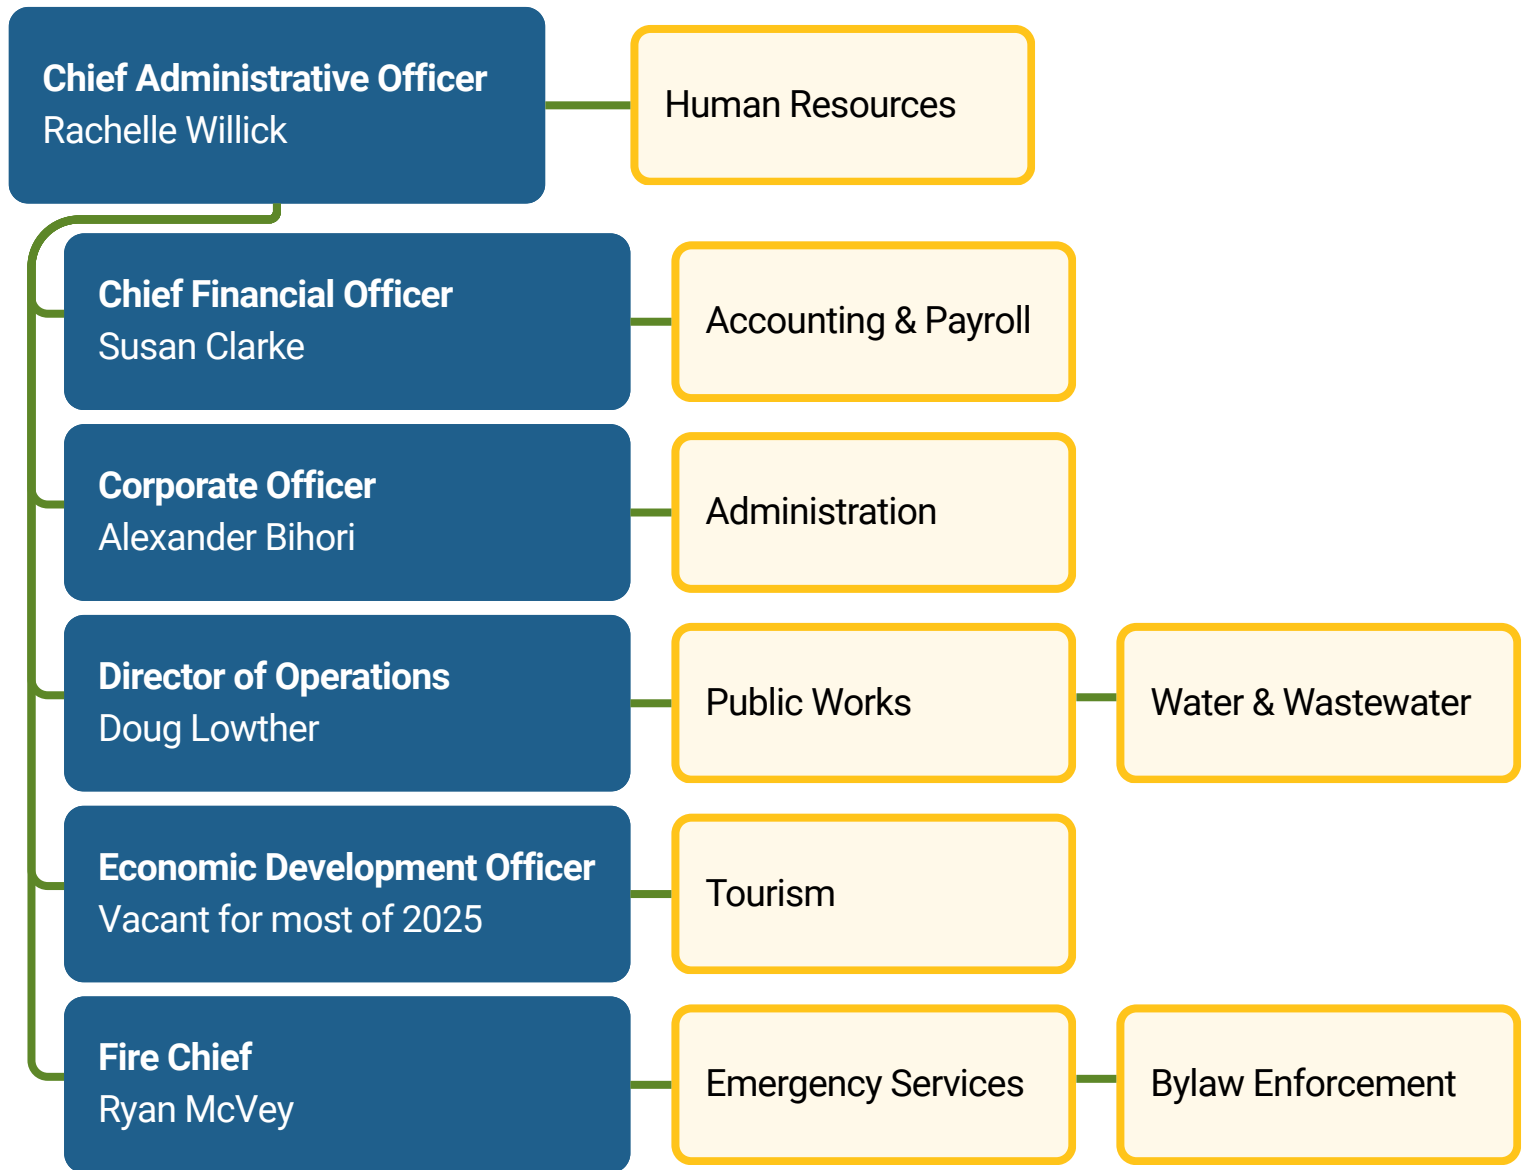 Chief Administrative Officer
Rachelle Willick
Human Resources
Chief Financial Officer
Susan Clarke
Accounting & Payroll
Corporate Officer
Alexander Bihori
Administration
Director of Operations
Doug Lowther
Public Works
Water & Wastewater
Economic Development Officer
Vacant for most of 2025
Tourism
Fire Chief
Ryan McVey
Emergency Services
Bylaw Enforcement